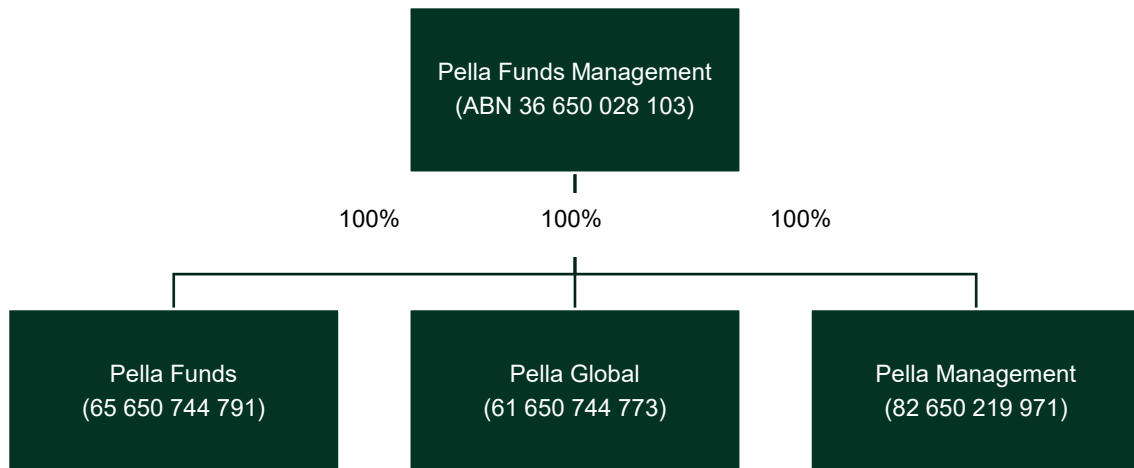 Pella Funds Management
(ABN 36 650 028 103)
100% 100% 100%
Pella Funds
(65 650 744 791)
Pella Global
(61 650 744 773)
Pella Management
(82 650 219 971)